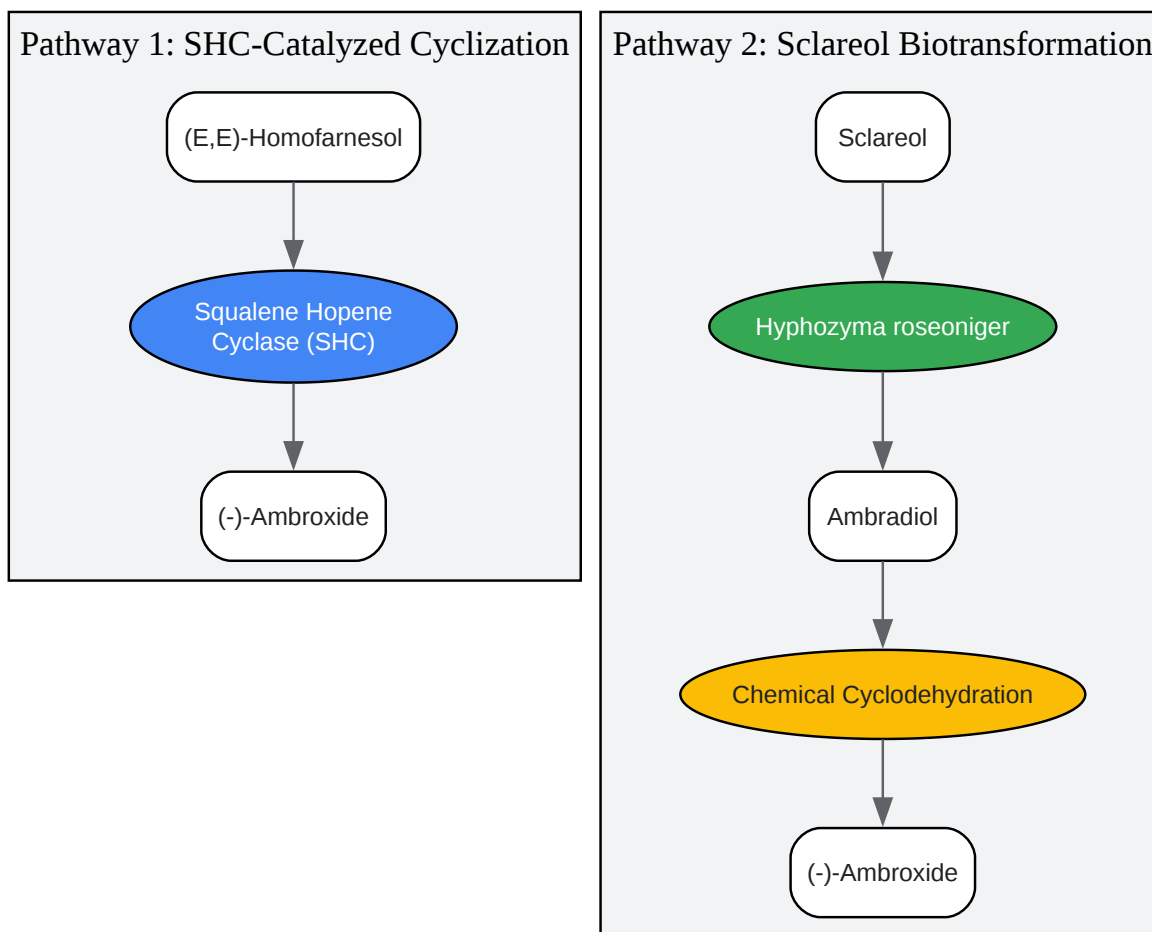 Pathway 1: SHC-Catalyzed Cyclization
(E,E)-Homofarnesol
Squalene Hopene
Cyclase (SHC)
(-)-Ambroxide
Pathway 2: Sclareol Biotransformation
Sclareol
Hyphozyma roseoniger
Ambradiol
Chemical Cyclodehydration
(-)-Ambroxide